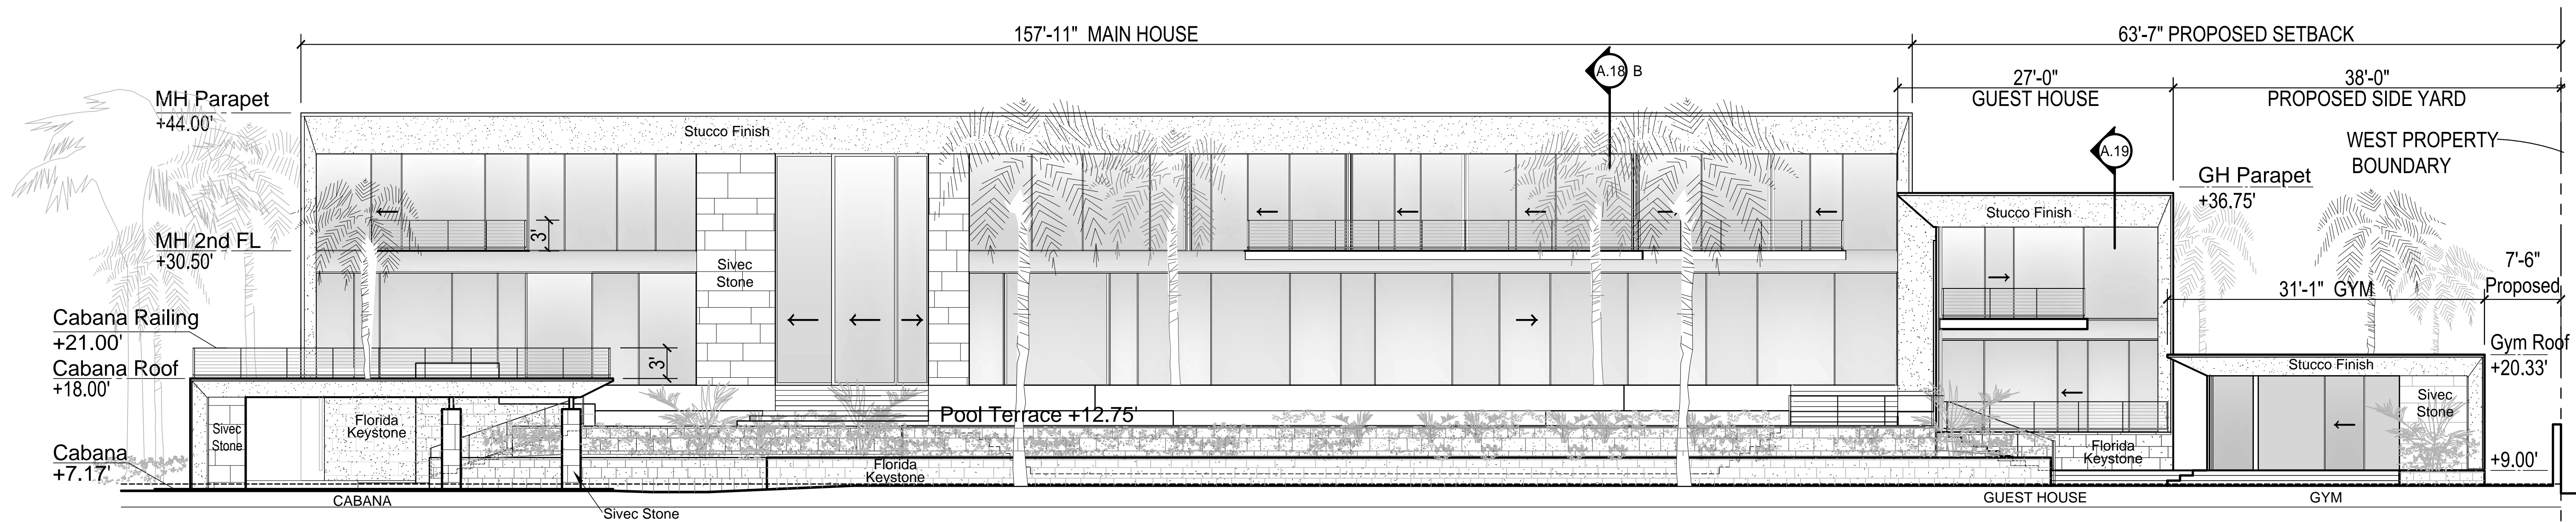 157'-11" MAIN HOUSE
63'-7" PROPOSED SETBACK
A.18 B
27'-0"
GUEST HOUSE
38'-0"
PROPOSED SIDE YARD
MH Parapet
+44.00'
Stucco Finish
WEST PROPERTY
BOUNDARY
A.19
GH Parapet
+36.75'
Stucco Finish
MH 2nd FL
+30.50'
3'
Sivec
Stone
7'-6"
Proposed
31'-1" GYM
Cabana Railing
+21.00'
Cabana Roof
+18.00'
3'
Gym Roof
+20.33'
Stucco Finish
Sivec
Stone
Pool Terrace +12.75'
Sivec
Stone
Florida
Keystone
Cabana
+7.17'
Florida
Keystone
Florida
Keystone
+9.00'
CABANA
Sivec Stone
GUEST HOUSE
GYM